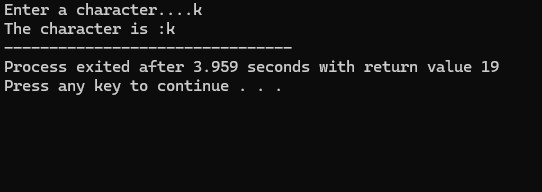 Enter a character....k
The character is :k
--------------------------------
Process exited after 3.959 seconds with return value 19
Press any key to continue . . .